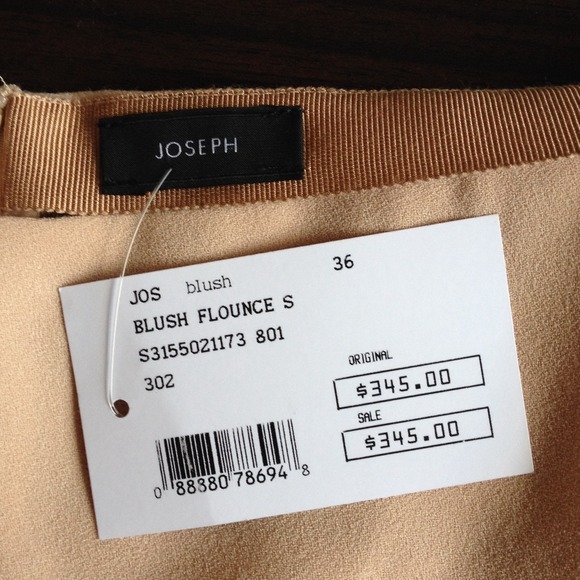 JOSEPH
JOS blush 36
BLUSH FLOUNCE S
S3155021173 801
302
ORIGINAL
$345.00
SALE
$345.00
0 88880 78694 8